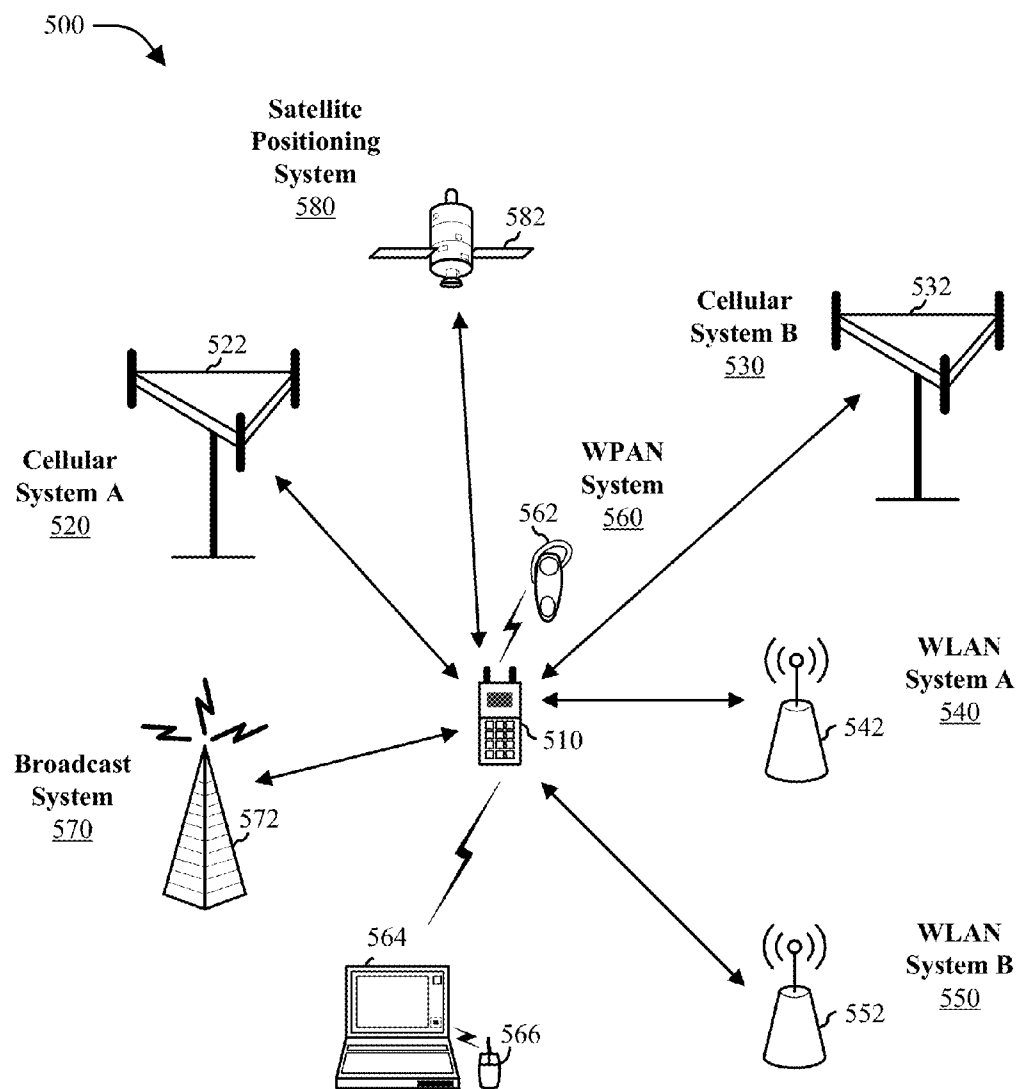 500
Satellite
Positioning
System
580
582
Cellular
System B
530
532
522
Cellular
System A
520
WPAN
System
560
562
WLAN
System A
540
542
510
Broadcast
System
570
572
564
566
WLAN
System B
550
552